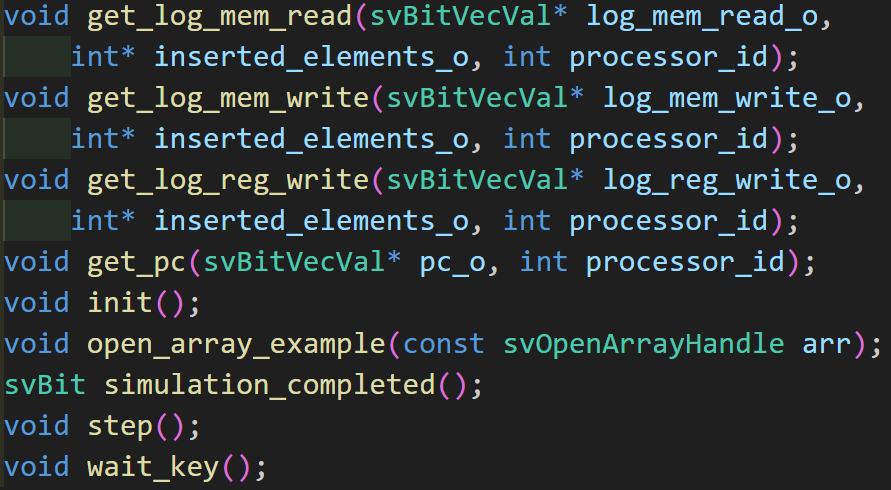 void get_log_mem_read(svBitVecVal* log_mem_read_o,
int* inserted_elements_o, int processor_id);
void get_log_mem_write(svBitVecVal* log_mem_write_o,
int* inserted_elements_o, int processor_id);
void get_log_reg_write(svBitVecVal* log_reg_write_o,
int* inserted_elements_o, int processor_id);
void get_pc(svBitVecVal* pc_o, int processor_id);
void init();
void open_array_example(const svOpenArrayHandle arr);
svBit simulation_completed();
void step();
void wait_key();